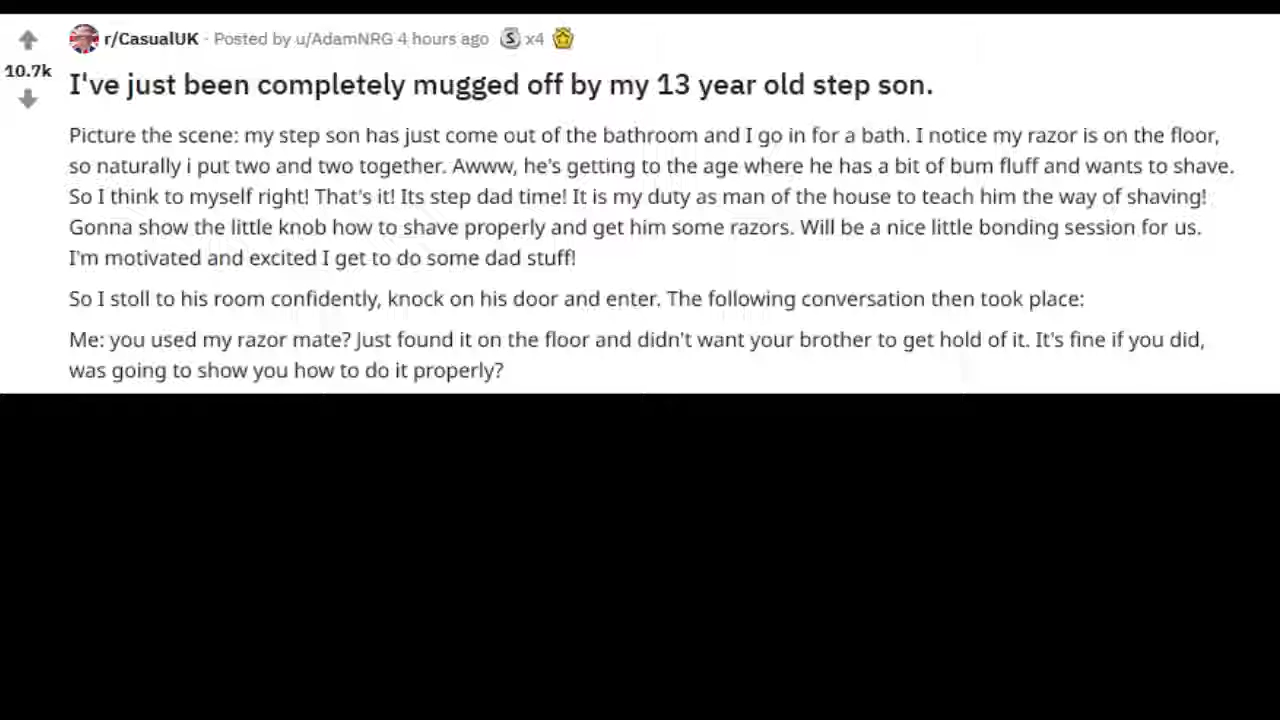 r/CasualUK · Posted by u/AdamNRG 4 hours ago S x4
10.7k
I've just been completely mugged off by my 13 year old step son.
Picture the scene: my step son has just come out of the bathroom and I go in for a bath. I notice my razor is on the floor,
so naturally i put two and two together. Awww, he's getting to the age where he has a bit of bum fluff and wants to shave.
So I think to myself right! That's it! Its step dad time! It is my duty as man of the house to teach him the way of shaving!
Gonna show the little knob how to shave properly and get him some razors. Will be a nice little bonding session for us.
I'm motivated and excited I get to do some dad stuff!
So I stoll to his room confidently, knock on his door and enter. The following conversation then took place:
Me: you used my razor mate? Just found it on the floor and didn't want your brother to get hold of it. It's fine if you did,
was going to show you how to do it properly?